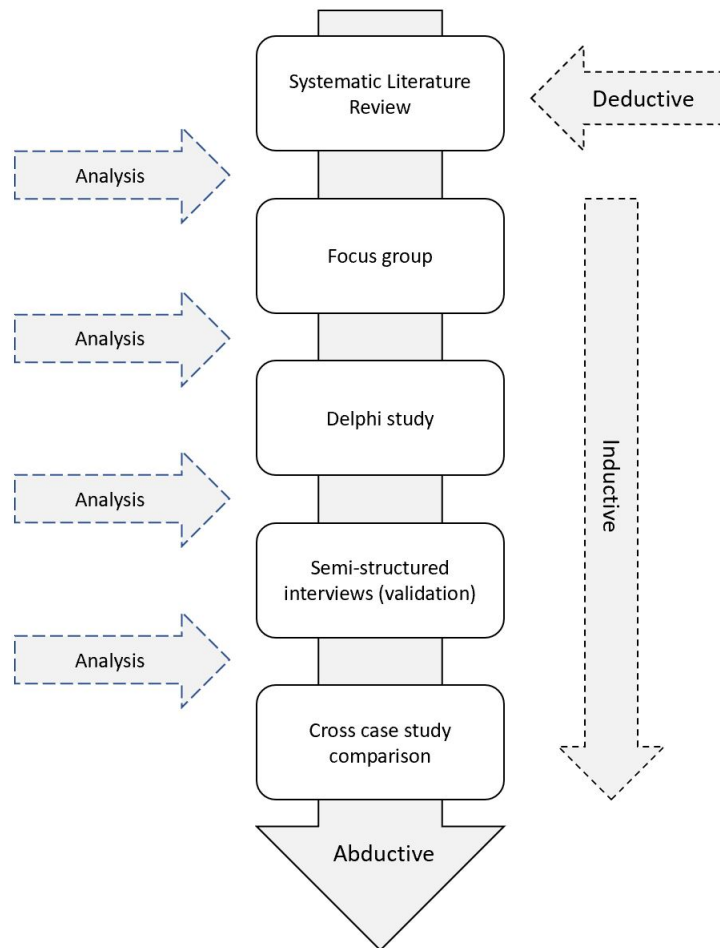 Systematic Literature
Review
Deductive
Analysis
Focus group
Analysis
Delphi study
Inductive
Analysis
Semi-structured
interviews (validation)
Analysis
Cross case study
comparison
Abductive